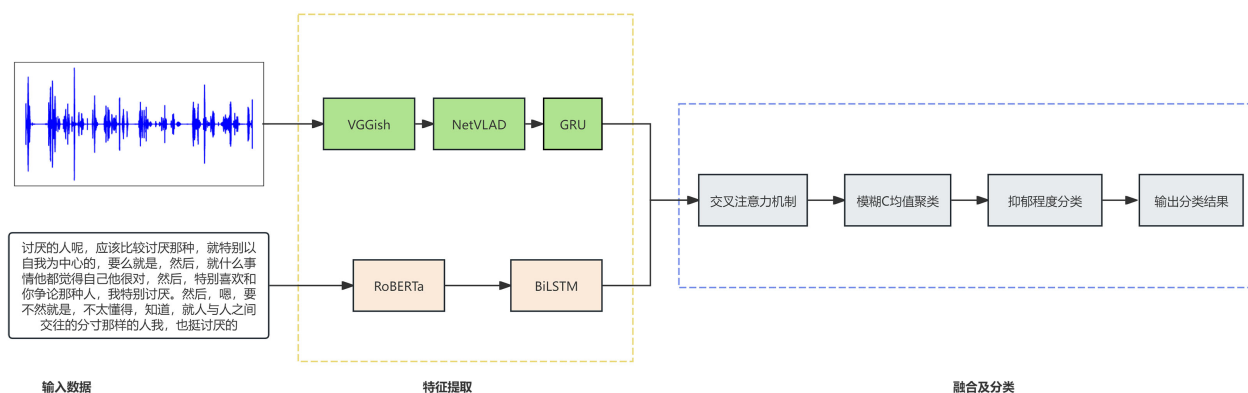 VGGish
NetVLAD
GRU
交叉注意力机制
模糊C均值聚类
抑郁程度分类
输出分类结果
讨厌的人呢，应该比较讨厌那种，就特别以
自我为中心的，要么就是，然后，就什么事
情他都觉得自己他很对，然后，特别喜欢和
你争论那种人，我特别讨厌。然后，嗯，要
不然就是，不太懂得，知道，就人与人之间
交往的分寸那样的人我，也挺讨厌的
RoBERTa
BiLSTM
输入数据
特征提取
融合及分类